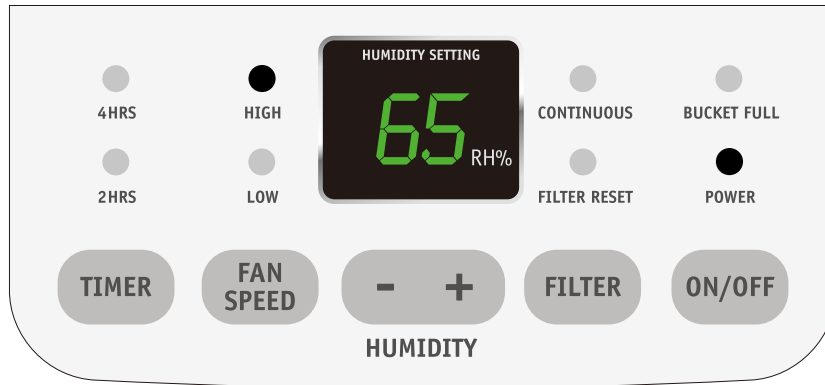 HUMIDITY SETTING
65 RH%
4HRS
HIGH
CONTINUOUS
BUCKET FULL
2HRS
LOW
FILTER RESET
POWER
TIMER
FAN
SPEED
- +
FILTER
ON/OFF
HUMIDITY